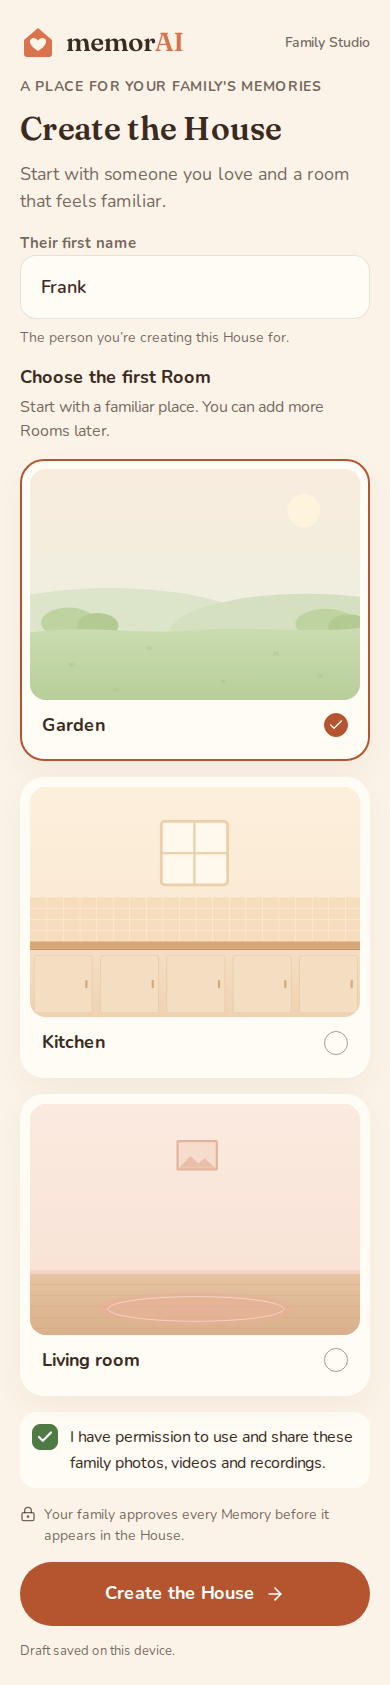 memorAI
Family Studio
A PLACE FOR YOUR FAMILY'S MEMORIES
Create the House
Start with someone you love and a room
that feels familiar.
Their first name
Frank
The person you’re creating this House for.
Choose the first Room
Start with a familiar place. You can add more
Rooms later.
Garden
Kitchen
Living room
I have permission to use and share these
family photos, videos and recordings.
Your family approves every Memory before it
appears in the House.
Create the House →
Draft saved on this device.